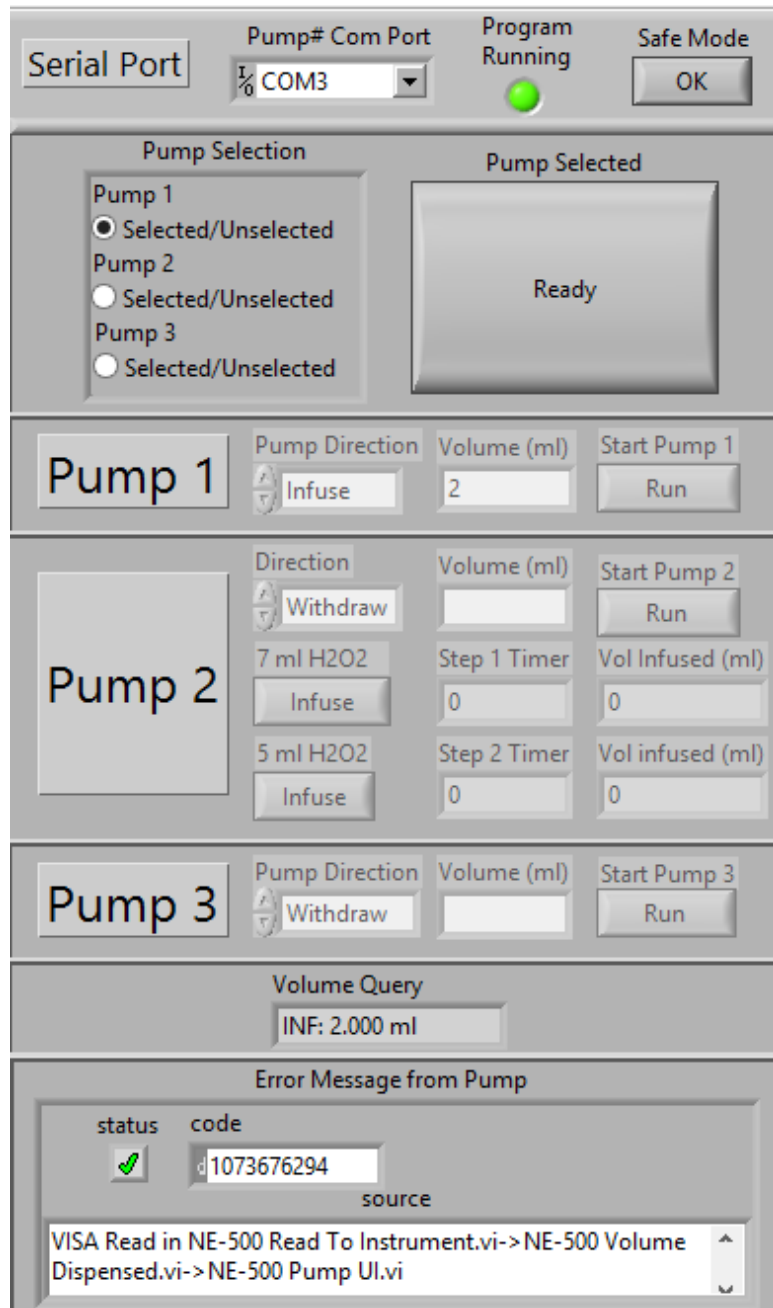 Serial Port
Pump# Com Port
I/O COM3
Program
Running
Safe Mode
OK
Pump Selection
Pump 1
Selected/Unselected
Pump 2
Selected/Unselected
Pump 3
Selected/Unselected
Pump Selected
Ready
Pump 1
Pump Direction
Infuse
Volume (ml)
2
Start Pump 1
Run
Pump 2
Direction
Withdraw
Volume (ml)
Start Pump 2
Run
7 ml H2O2
Infuse
Step 1 Timer
0
Vol Infused (ml)
0
5 ml H2O2
Infuse
Step 2 Timer
0
Vol infused (ml)
0
Pump 3
Pump Direction
Withdraw
Volume (ml)
Start Pump 3
Run
Volume Query
INF: 2.000 ml
Error Message from Pump
status
code
d 1073676294
source
VISA Read in NE-500 Read To Instrument.vi->NE-500 Volume
Dispensed.vi->NE-500 Pump UI.vi